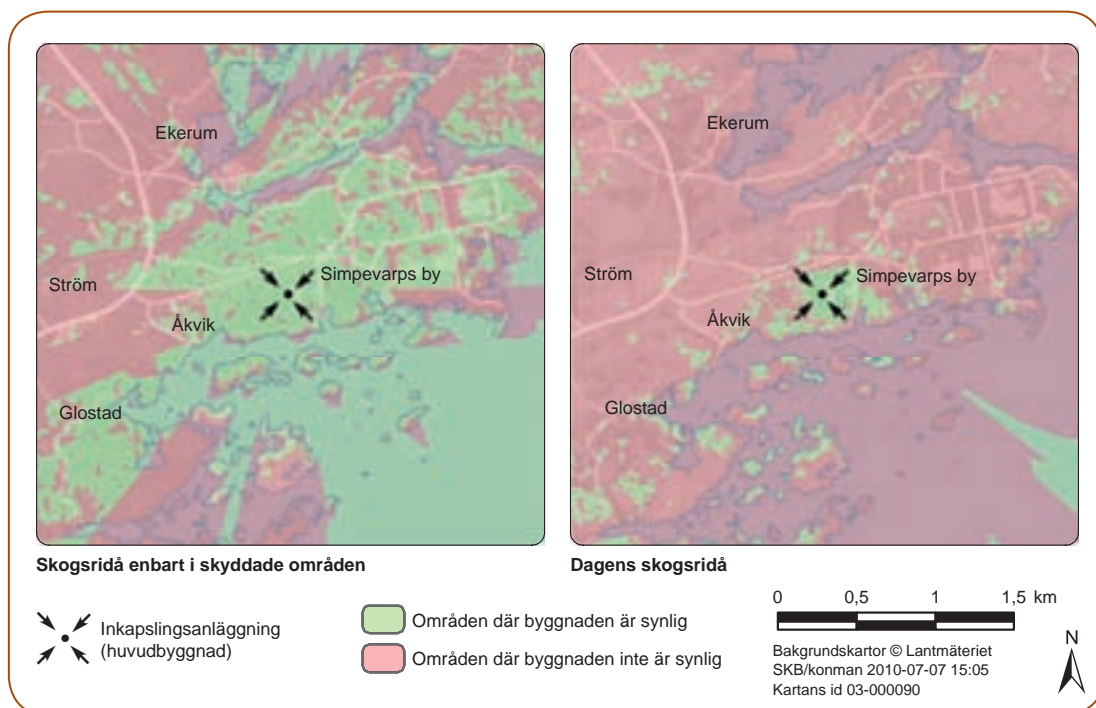 Ekerum
Ström
Simpevarps by
Åkvik
Glostad
Skogsridå enbart i skyddade områden
Ekerum
Ström
Simpevarps by
Åkvik
Glostad
Dagens skogsridå
Inkapslingsanläggning
(huvudbyggnad)
Områden där byggnaden är synlig
Områden där byggnaden inte är synlig
0 0,5 1 1,5 km
Bakgrundskartor © Lantmäteriet
SKB/konman 2010-07-07 15:05
Kartans id 03-000090
N